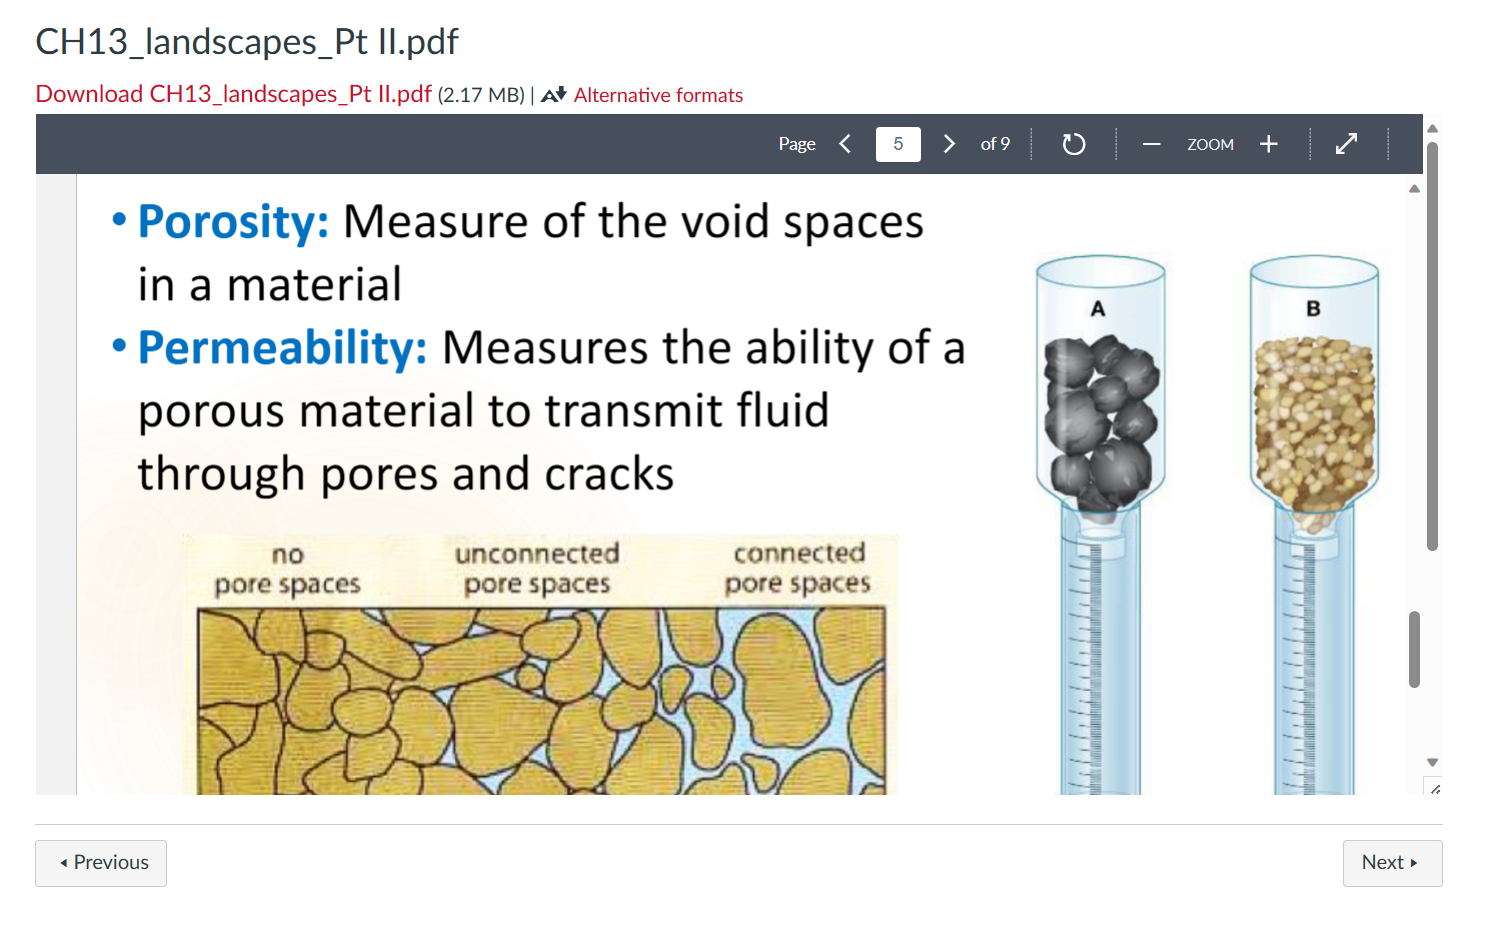 CH13_landscapes_Pt II.pdf
Download CH13_landscapes_Pt II.pdf (2.17 MB) | Alternative formats
Page 5 of 9 ZOOM
• Porosity: Measure of the void spaces
in a material
• Permeability: Measures the ability of a
porous material to transmit fluid
through pores and cracks
A
B
no
pore spaces
unconnected
pore spaces
connected
pore spaces
Previous
Next